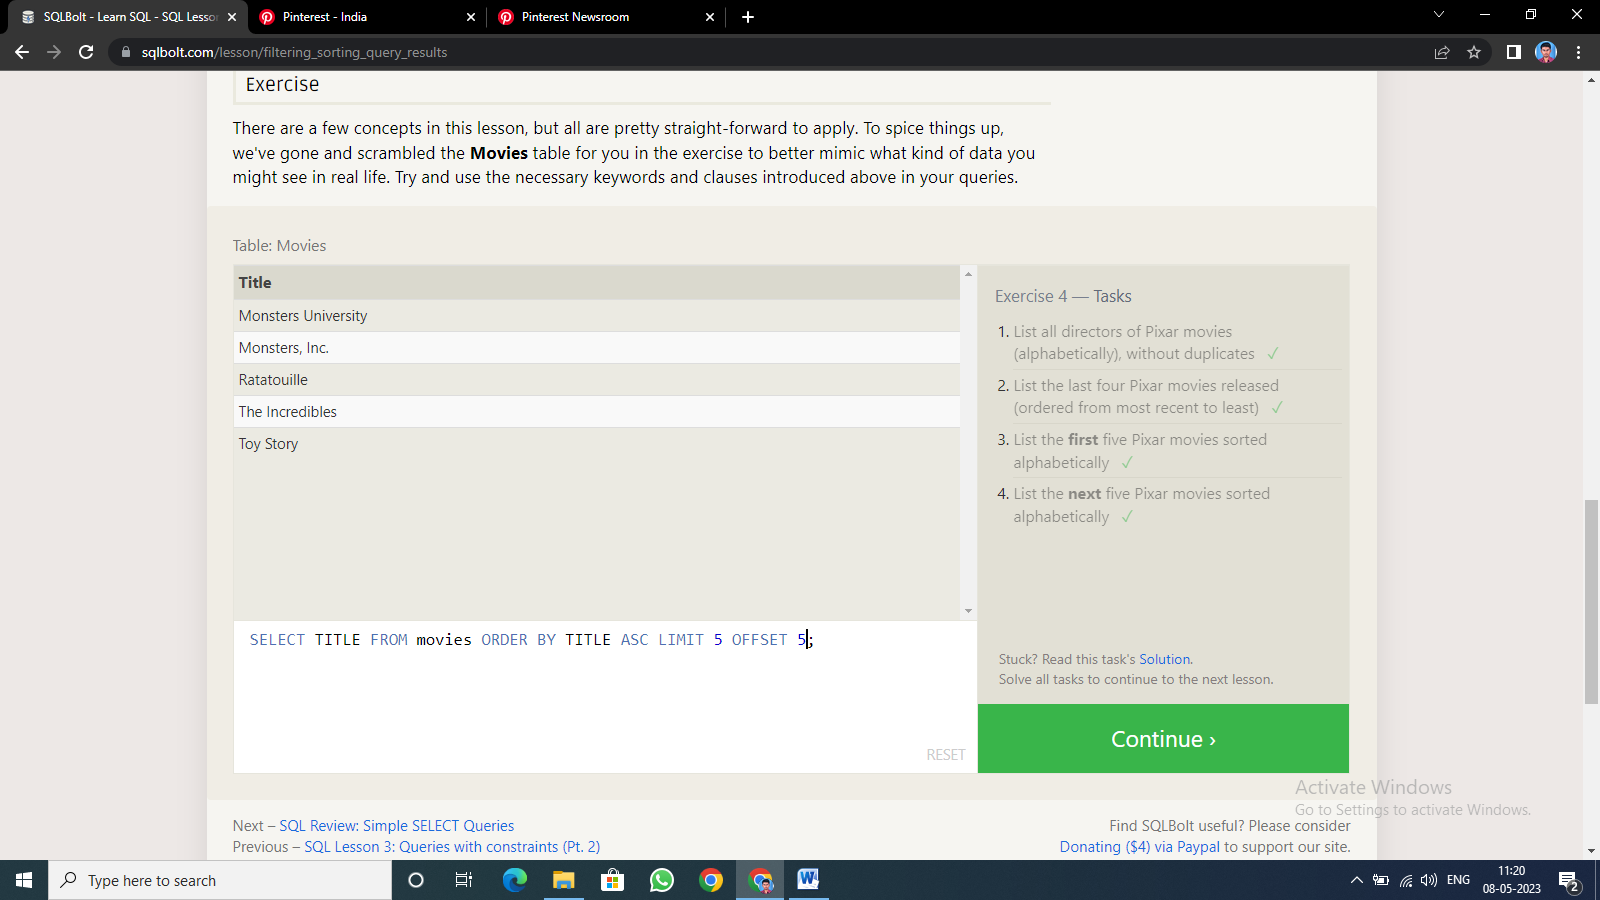 SQLBolt - Learn SQL - SQL Lesson
Pinterest - India
Pinterest Newsroom
sqlbolt.com/lesson/filtering_sorting_query_results
Exercise
There are a few concepts in this lesson, but all are pretty straight-forward to apply. To spice things up,
we've gone and scrambled the Movies table for you in the exercise to better mimic what kind of data you
might see in real life. Try and use the necessary keywords and clauses introduced above in your queries.
Table: Movies
Title
Monsters University
Monsters, Inc.
Ratatouille
The Incredibles
Toy Story
SELECT TITLE FROM movies ORDER BY TITLE ASC LIMIT 5 OFFSET 5;
RESET
Exercise 4 — Tasks
1. List all directors of Pixar movies
(alphabetically), without duplicates ✓
2. List the last four Pixar movies released
(ordered from most recent to least) ✓
3. List the first five Pixar movies sorted
alphabetically ✓
4. List the next five Pixar movies sorted
alphabetically ✓
Stuck? Read this task's Solution.
Solve all tasks to continue to the next lesson.
Continue ›
Activate Windows
Go to Settings to activate Windows.
Next – SQL Review: Simple SELECT Queries
Previous – SQL Lesson 3: Queries with constraints (Pt. 2)
Find SQLBolt useful? Please consider
Donating ($4) via Paypal to support our site.
Type here to search
ENG
11:20
08-05-2023
2